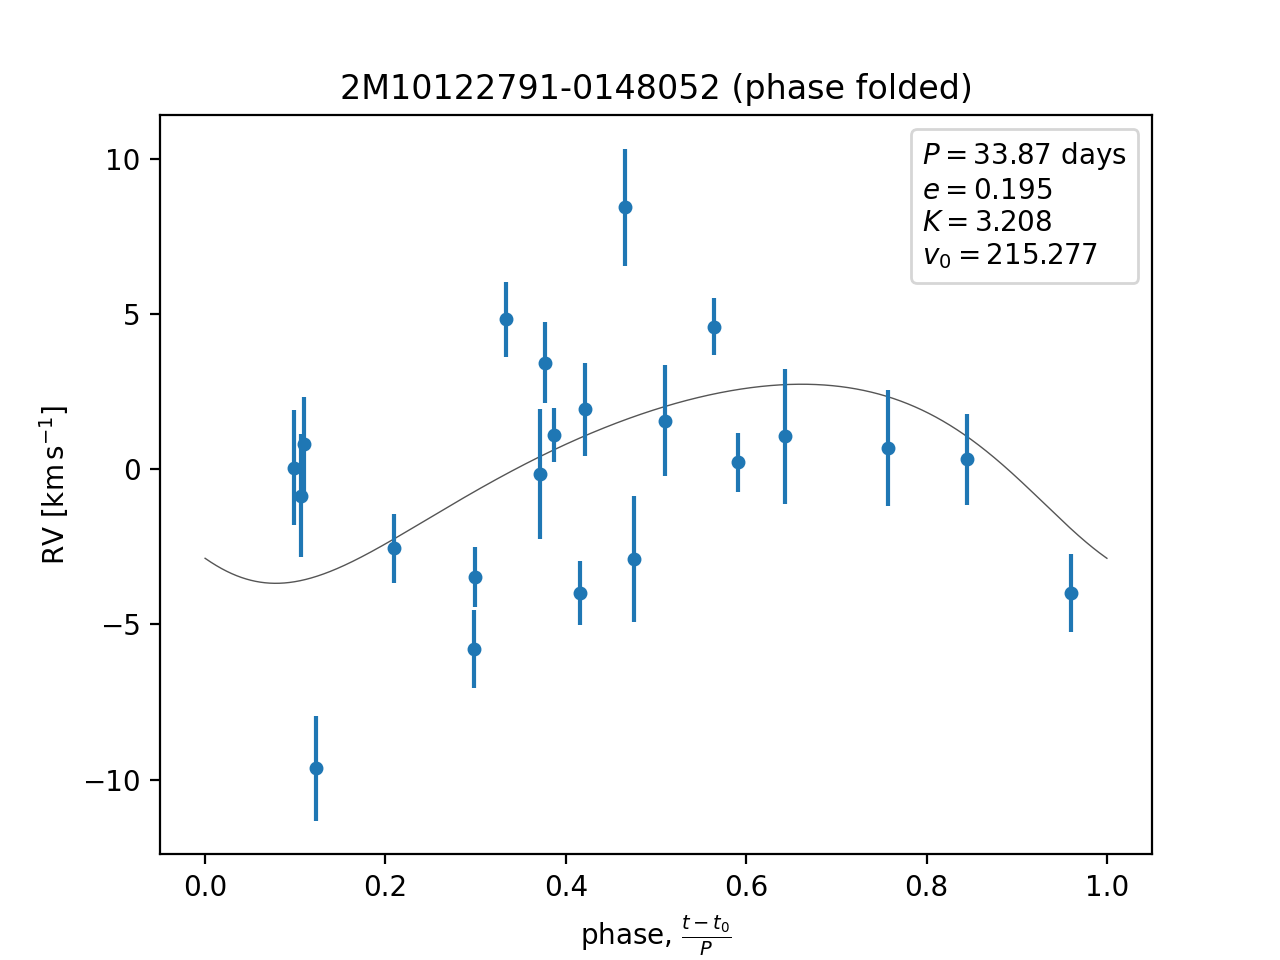 2M10122791-0148052 (phase folded)
P = 33.87 days
e = 0.195
K = 3.208
v₀ = 215.277
10
5
0
−5
−10
RV [km s⁻¹]
0.0 0.2 0.4 0.6 0.8 1.0
phase, (t − t₀)/P